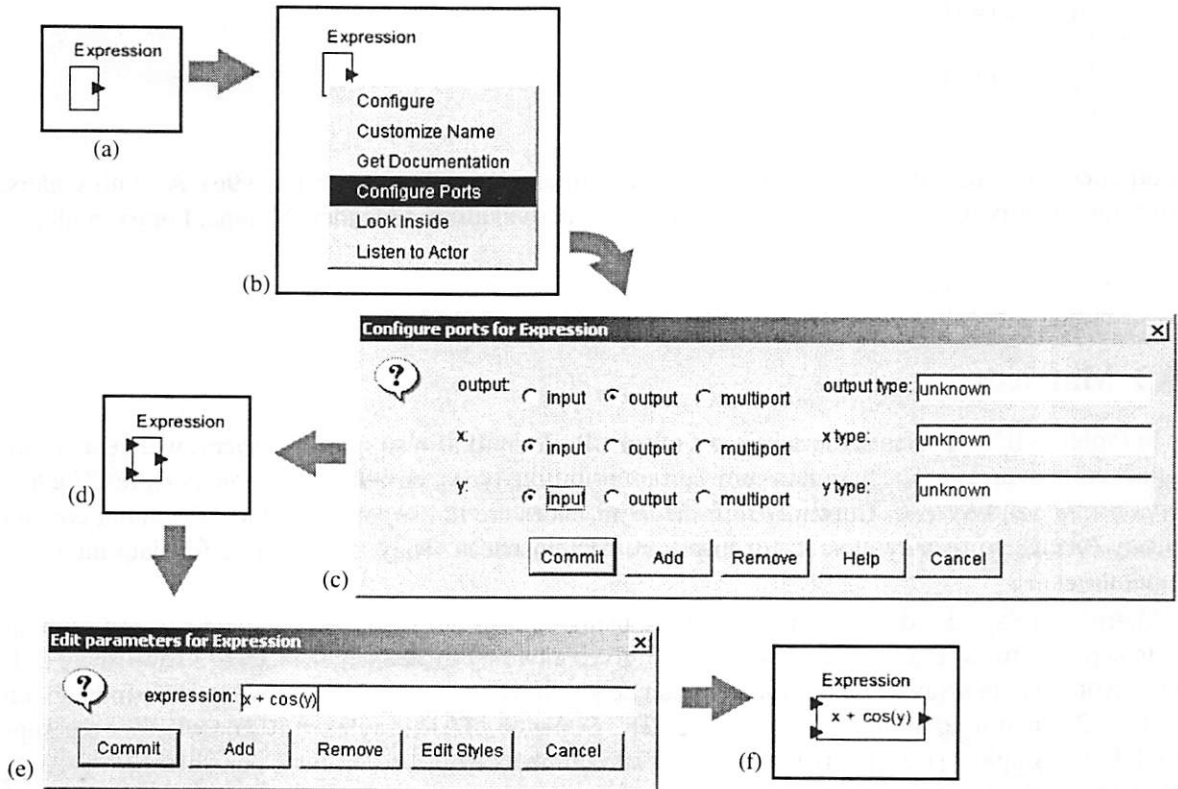 Expression
(a)
Expression
Configure
Customize Name
Get Documentation
Configure Ports
Look Inside
Listen to Actor
(b)
Configure ports for Expression
output: input output multiport output type: unknown
x: input output multiport x type: unknown
y: input output multiport y type: unknown
Commit Add Remove Help Cancel
(c)
Expression
(d)
Edit parameters for Expression
expression: x + cos(y)
Commit Add Remove Edit Styles Cancel
(e)
Expression
x + cos(y)
(f)